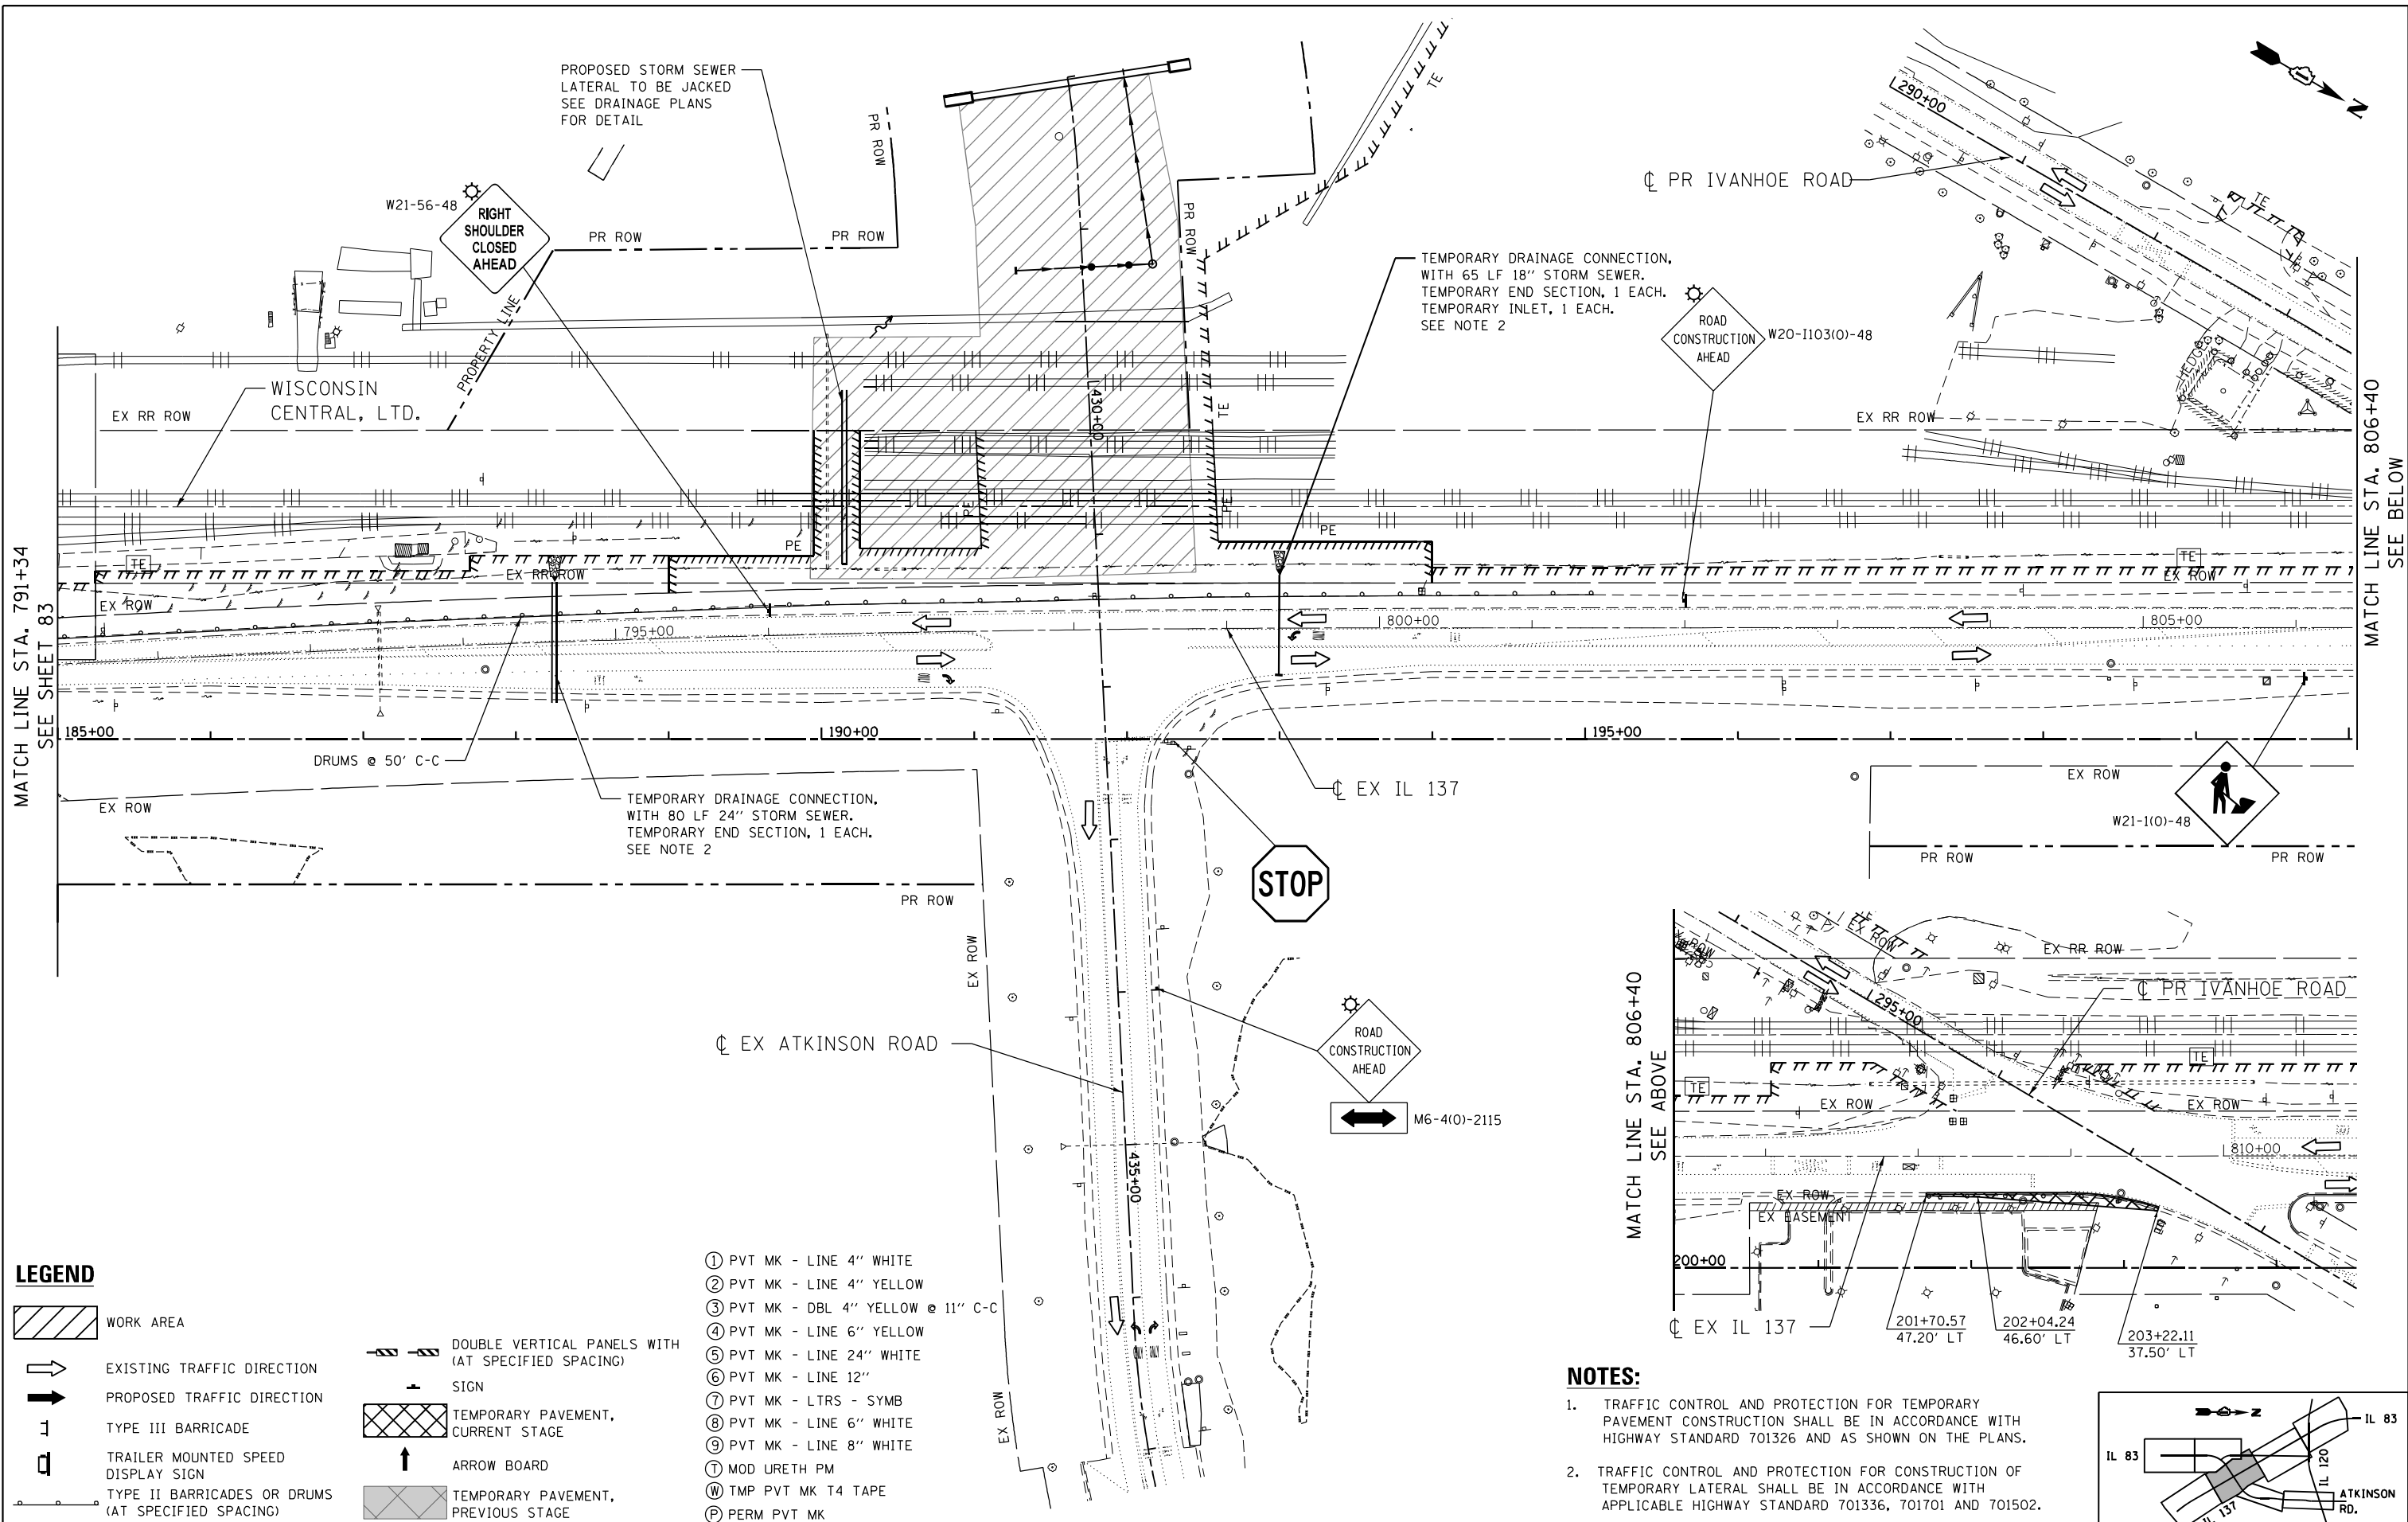 PROPOSED STORM SEWER
LATERAL TO BE JACKED
SEE DRAINAGE PLANS
FOR DETAIL
W21-56-48
RIGHT
SHOULDER
CLOSED
AHEAD
PR ROW
PR ROW
PR ROW
PR ROW
PROPERTY LINE
TE
TE
TE
TE
290+00
℄ PR IVANHOE ROAD
N
TEMPORARY DRAINAGE CONNECTION,
WITH 65 LF 18" STORM SEWER.
TEMPORARY END SECTION, 1 EACH.
TEMPORARY INLET, 1 EACH.
SEE NOTE 2
ROAD
CONSTRUCTION
AHEAD
W20-I103(0)-48
HEDGE
WISCONSIN
CENTRAL, LTD.
EX RR ROW
EX RR ROW
430+00
PE
PE
PE
PE
TE
TE
EX RR ROW
EX ROW
EX ROW
MATCH LINE STA. 791+34
SEE SHEET 83
MATCH LINE STA. 806+40
SEE BELOW
795+00
800+00
805+00
185+00
190+00
195+00
DRUMS @ 50' C-C
EX ROW
TEMPORARY DRAINAGE CONNECTION,
WITH 80 LF 24" STORM SEWER.
TEMPORARY END SECTION, 1 EACH.
SEE NOTE 2
℄ EX IL 137
EX ROW
W21-1(0)-48
PR ROW
PR ROW
PR ROW
STOP
EX ROW
℄ EX ATKINSON ROAD
ROAD
CONSTRUCTION
AHEAD
M6-4(0)-2115
435+00
ONLY
ONLY
EX ROW
MATCH LINE STA. 806+40
SEE ABOVE
ROW
EX ROW
EX RR ROW
295+00
℄ PR IVANHOE ROAD
TE
TE
EX ROW
EX ROW
810+00
EX ROW
EX EASEMENT
200+00
℄ EX IL 137
201+70.57
47.20' LT
202+04.24
46.60' LT
203+22.11
37.50' LT
LEGEND
WORK AREA
EXISTING TRAFFIC DIRECTION
PROPOSED TRAFFIC DIRECTION
TYPE III BARRICADE
TRAILER MOUNTED SPEED
DISPLAY SIGN
TYPE II BARRICADES OR DRUMS
(AT SPECIFIED SPACING)
DOUBLE VERTICAL PANELS WITH
(AT SPECIFIED SPACING)
SIGN
TEMPORARY PAVEMENT,
CURRENT STAGE
ARROW BOARD
TEMPORARY PAVEMENT,
PREVIOUS STAGE
① PVT MK - LINE 4" WHITE
② PVT MK - LINE 4" YELLOW
③ PVT MK - DBL 4" YELLOW @ 11" C-C
④ PVT MK - LINE 6" YELLOW
⑤ PVT MK - LINE 24" WHITE
⑥ PVT MK - LINE 12"
⑦ PVT MK - LTRS - SYMB
⑧ PVT MK - LINE 6" WHITE
⑨ PVT MK - LINE 8" WHITE
Ⓣ MOD URETH PM
Ⓦ TMP PVT MK T4 TAPE
Ⓟ PERM PVT MK
NOTES:
1. TRAFFIC CONTROL AND PROTECTION FOR TEMPORARY
PAVEMENT CONSTRUCTION SHALL BE IN ACCORDANCE WITH
HIGHWAY STANDARD 701326 AND AS SHOWN ON THE PLANS.
2. TRAFFIC CONTROL AND PROTECTION FOR CONSTRUCTION OF
TEMPORARY LATERAL SHALL BE IN ACCORDANCE WITH
APPLICABLE HIGHWAY STANDARD 701336, 701701 AND 701502.
N
IL 83
IL 83
IL 120
ATKINSON
RD.
IL 137